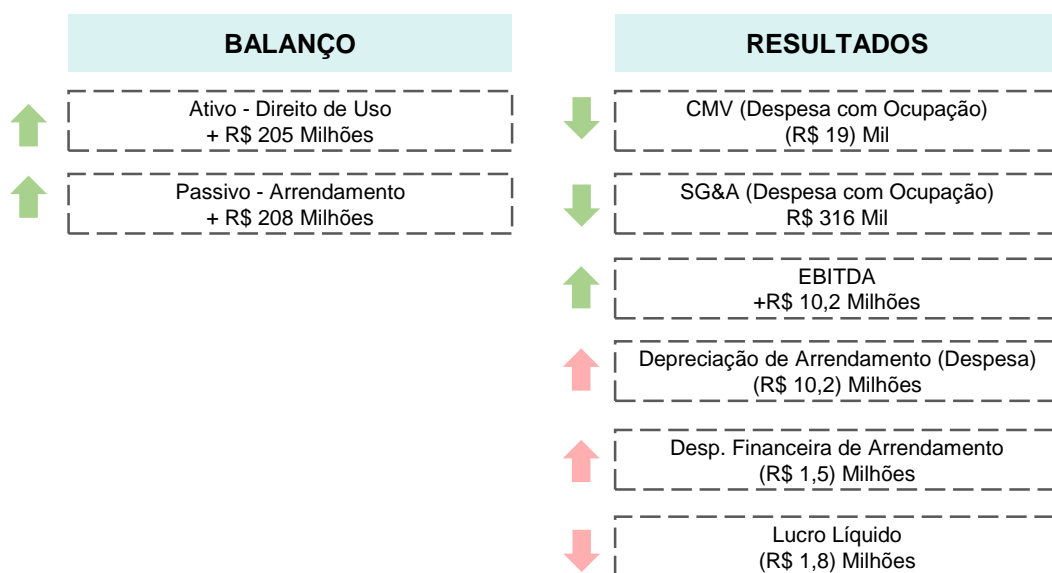 BALANÇO
Ativo - Direito de Uso
+ R$ 205 Milhões
Passivo - Arrendamento
+ R$ 208 Milhões
RESULTADOS
CMV (Despesa com Ocupação)
(R$ 19) Mil
SG&A (Despesa com Ocupação)
R$ 316 Mil
EBITDA
+R$ 10,2 Milhões
Depreciação de Arrendamento (Despesa)
(R$ 10,2) Milhões
Desp. Financeira de Arrendamento
(R$ 1,5) Milhões
Lucro Líquido
(R$ 1,8) Milhões